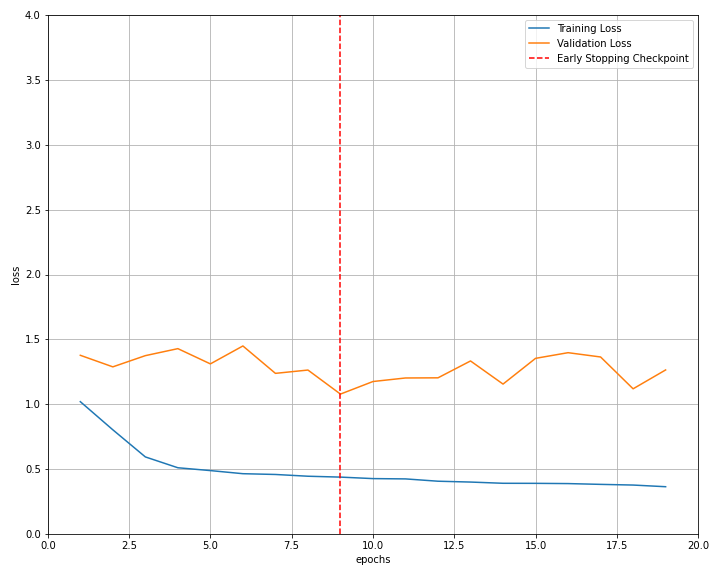 4.0
3.5
3.0
2.5
2.0
1.5
1.0
0.5
0.0
loss
0.0 2.5 5.0 7.5 10.0 12.5 15.0 17.5 20.0
epochs
Training Loss
Validation Loss
Early Stopping Checkpoint